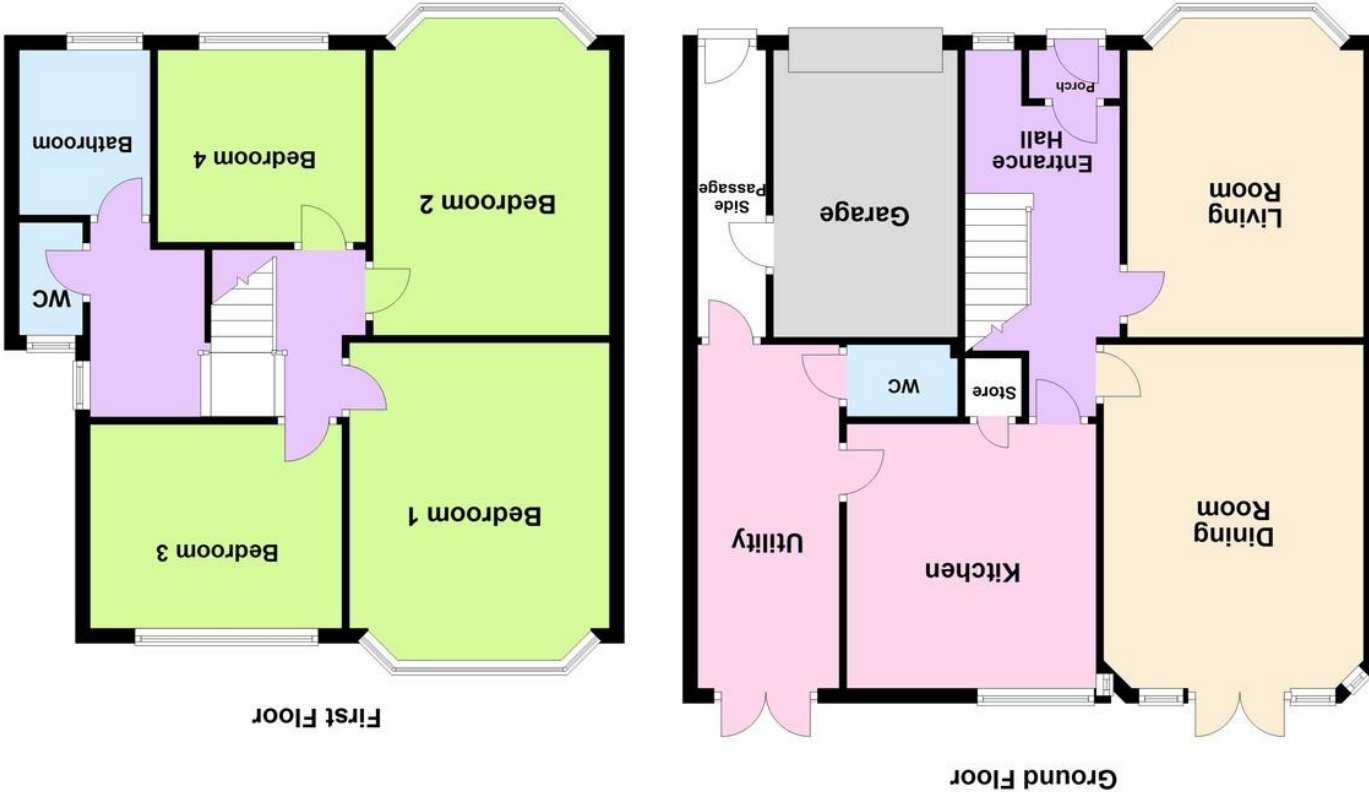 Ground Floor
Dining
Room
Kitchen
Utility
Store
WC
Living
Room
Entrance
Hall
Porch
Garage
Side
Passage
First Floor
Bedroom 1
Bedroom 3
WC
Bedroom 2
Bedroom 4
Bathroom